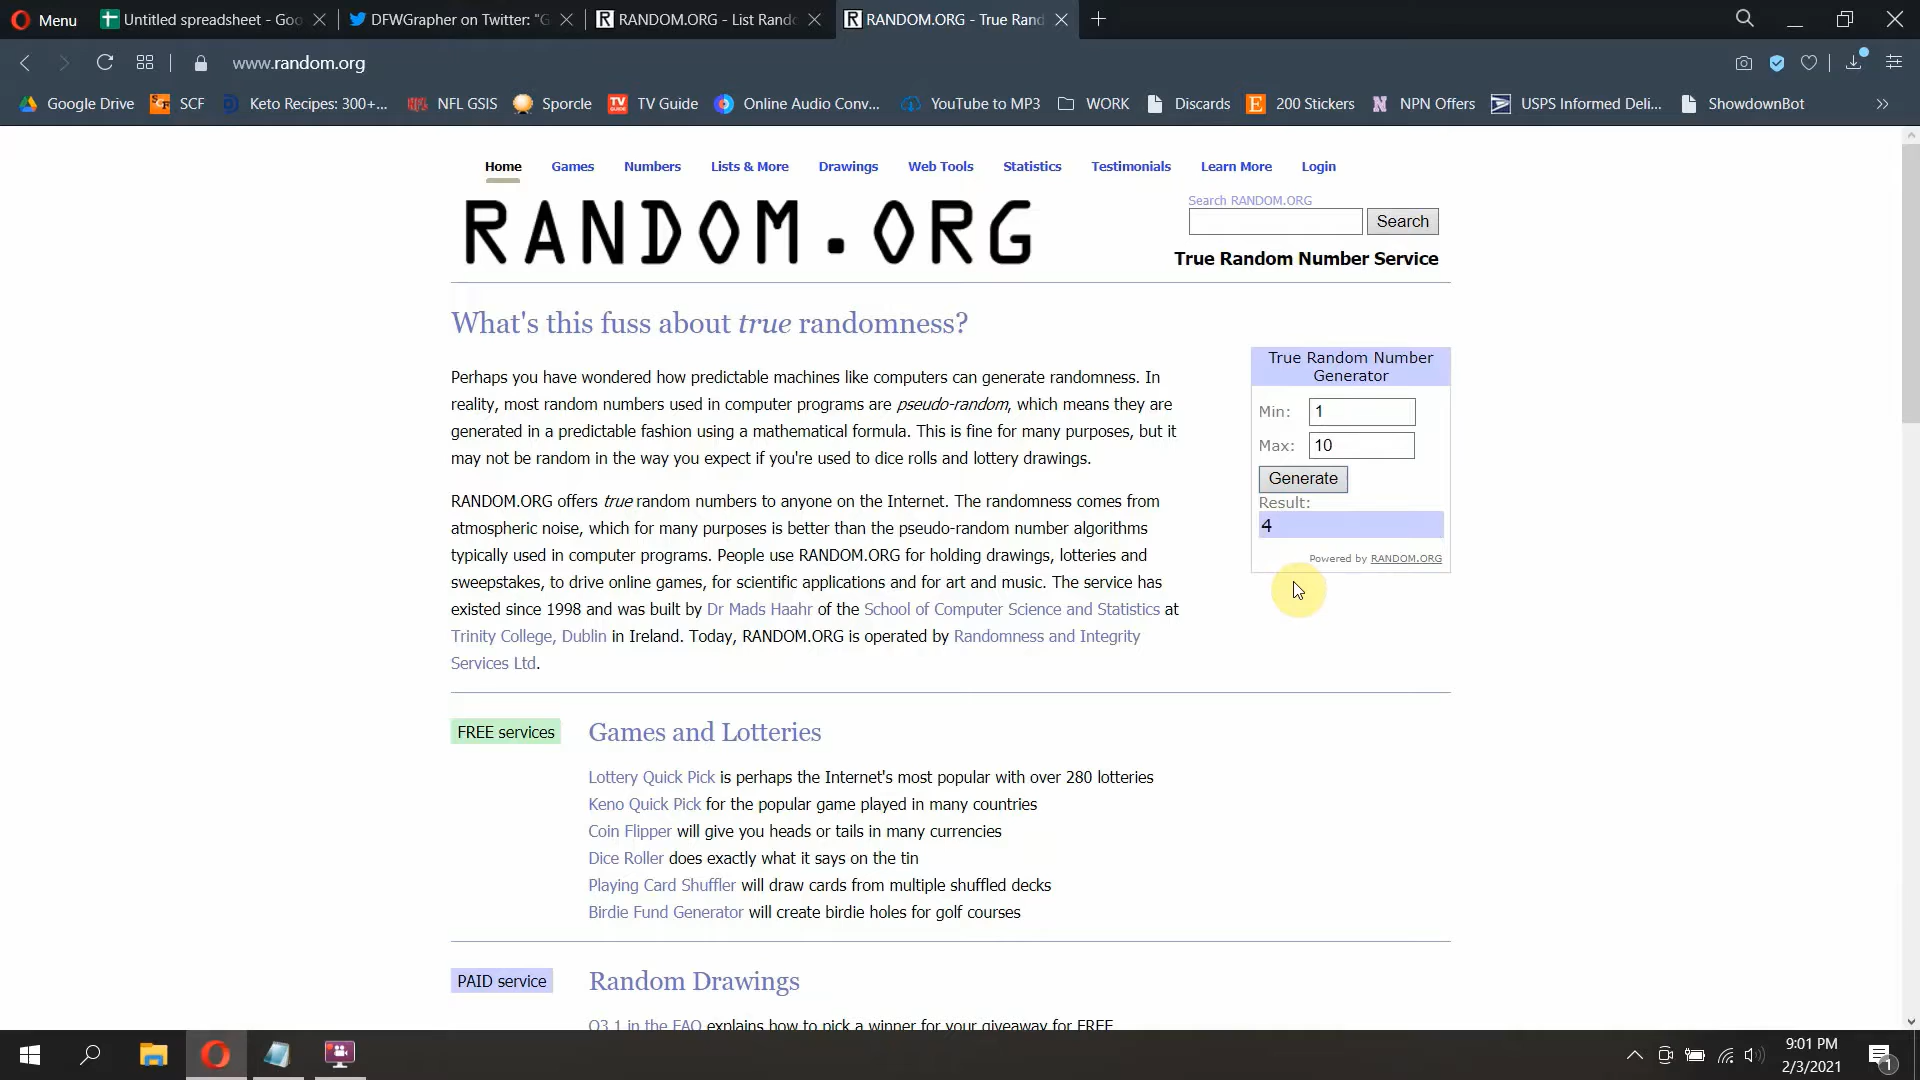 Menu
Untitled spreadsheet - Goo
DFWGrapher on Twitter: "G
RANDOM.ORG - List Rando
RANDOM.ORG - True Rand
www.random.org
Google Drive
SCF
Keto Recipes: 300+...
NFL GSIS
Sporcle
TV Guide
Online Audio Conv...
YouTube to MP3
WORK
Discards
200 Stickers
NPN Offers
USPS Informed Deli...
ShowdownBot
Home
Games
Numbers
Lists & More
Drawings
Web Tools
Statistics
Testimonials
Learn More
Login
RANDOM.ORG
Search RANDOM.ORG
Search
True Random Number Service
What's this fuss about true randomness?
Perhaps you have wondered how predictable machines like computers can generate randomness. In
reality, most random numbers used in computer programs are pseudo-random, which means they are
generated in a predictable fashion using a mathematical formula. This is fine for many purposes, but it
may not be random in the way you expect if you're used to dice rolls and lottery drawings.
RANDOM.ORG offers true random numbers to anyone on the Internet. The randomness comes from
atmospheric noise, which for many purposes is better than the pseudo-random number algorithms
typically used in computer programs. People use RANDOM.ORG for holding drawings, lotteries and
sweepstakes, to drive online games, for scientific applications and for art and music. The service has
existed since 1998 and was built by Dr Mads Haahr of the School of Computer Science and Statistics at
Trinity College, Dublin in Ireland. Today, RANDOM.ORG is operated by Randomness and Integrity
Services Ltd.
True Random Number
Generator
Min: 1
Max: 10
Generate
Result:
4
Powered by RANDOM.ORG
FREE services
Games and Lotteries
Lottery Quick Pick is perhaps the Internet's most popular with over 280 lotteries
Keno Quick Pick for the popular game played in many countries
Coin Flipper will give you heads or tails in many currencies
Dice Roller does exactly what it says on the tin
Playing Card Shuffler will draw cards from multiple shuffled decks
Birdie Fund Generator will create birdie holes for golf courses
PAID service
Random Drawings
Q3.1 in the FAQ explains how to pick a winner for your giveaway for FREE
9:01 PM
2/3/2021
1